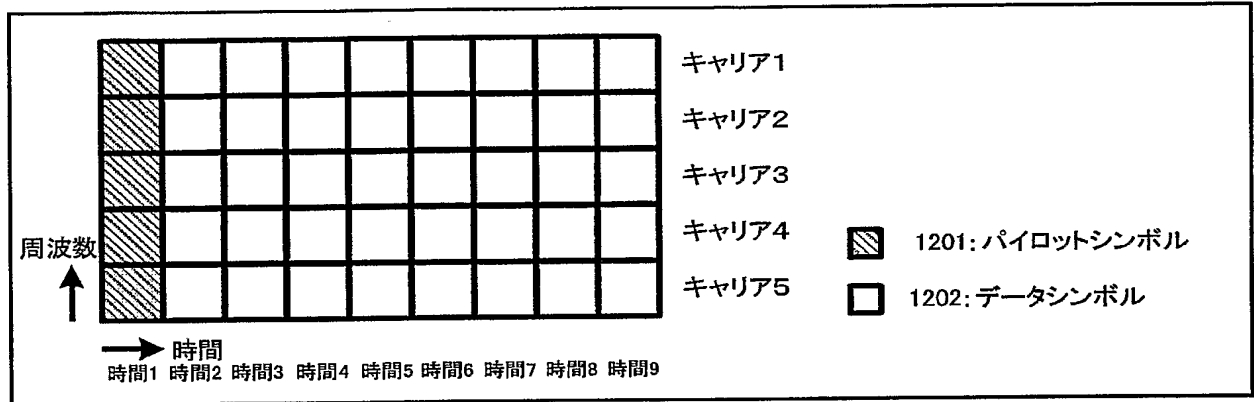 キャリア1
キャリア2
キャリア3
キャリア4
キャリア5
周波数
1201:パイロットシンボル
1202:データシンボル
時間
時間1 時間2 時間3 時間4 時間5 時間6 時間7 時間8 時間9